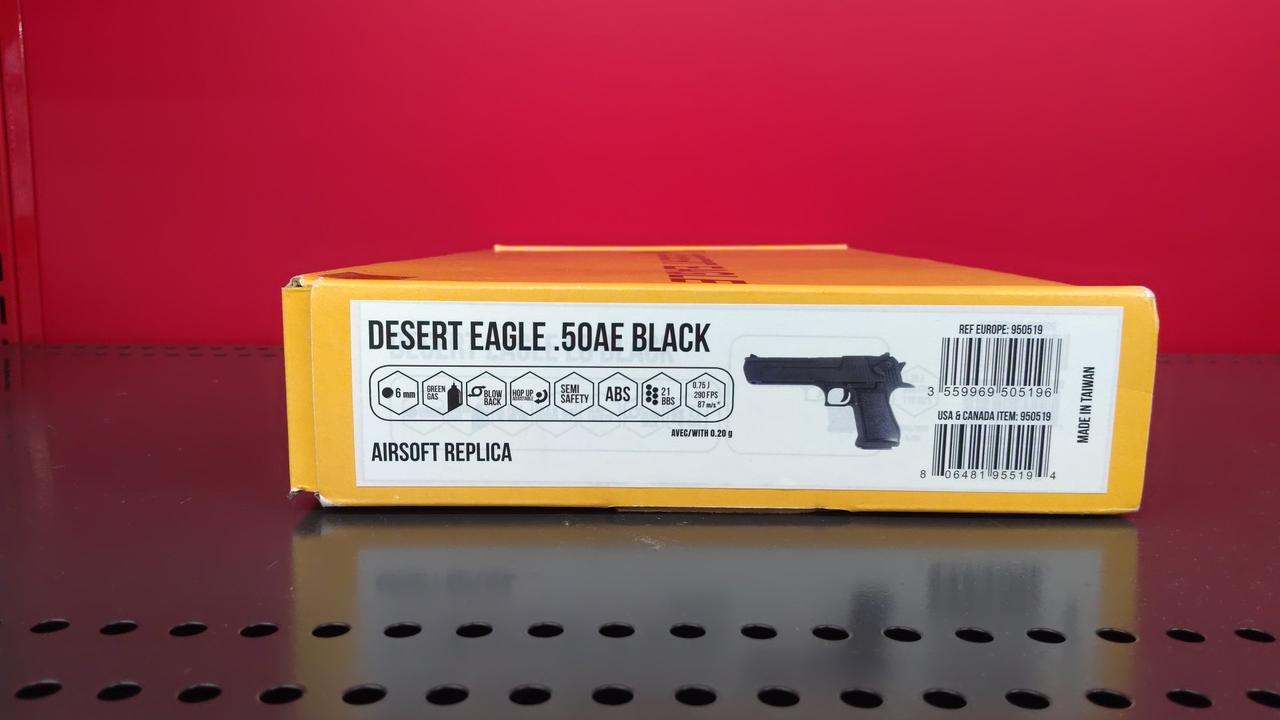 DESERT EAGLE .50AE BLACK
6 mm
GREEN GAS
BLOW BACK
HOP UP ADJUSTABLE
SEMI SAFETY
ABS
21 BBS
0.75 J
290 FPS
87 m/s
AVEC/WITH 0.20 g
AIRSOFT REPLICA
REF EUROPE: 950519
3 559969 505196
USA & CANADA ITEM: 950519
8 06481 95519 4
MADE IN TAIWAN